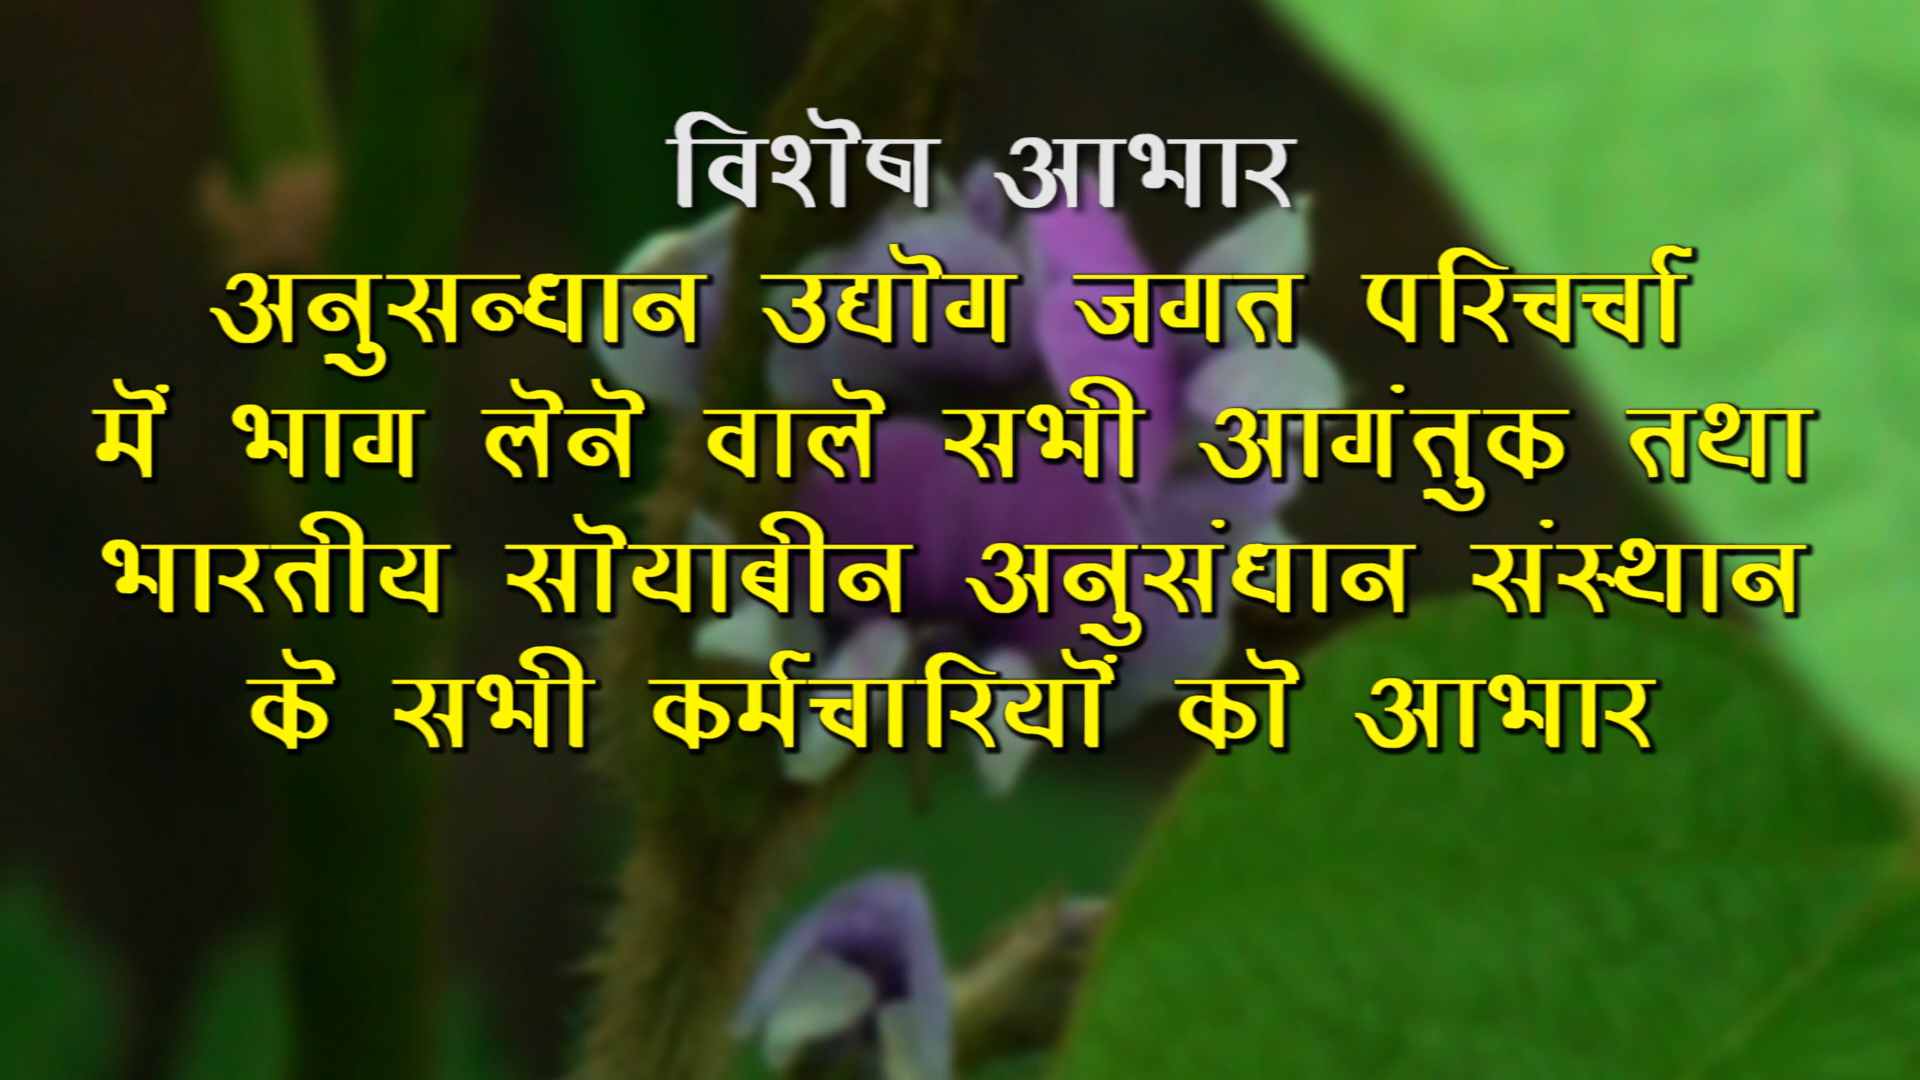 विशेष आभार
अनुसन्धान उद्योग जगत परिचर्चा
में भाग लेने वाले सभी आगंतुक तथा
भारतीय सोयाबीन अनुसंधान संस्थान
के सभी कर्मचारियों को आभार